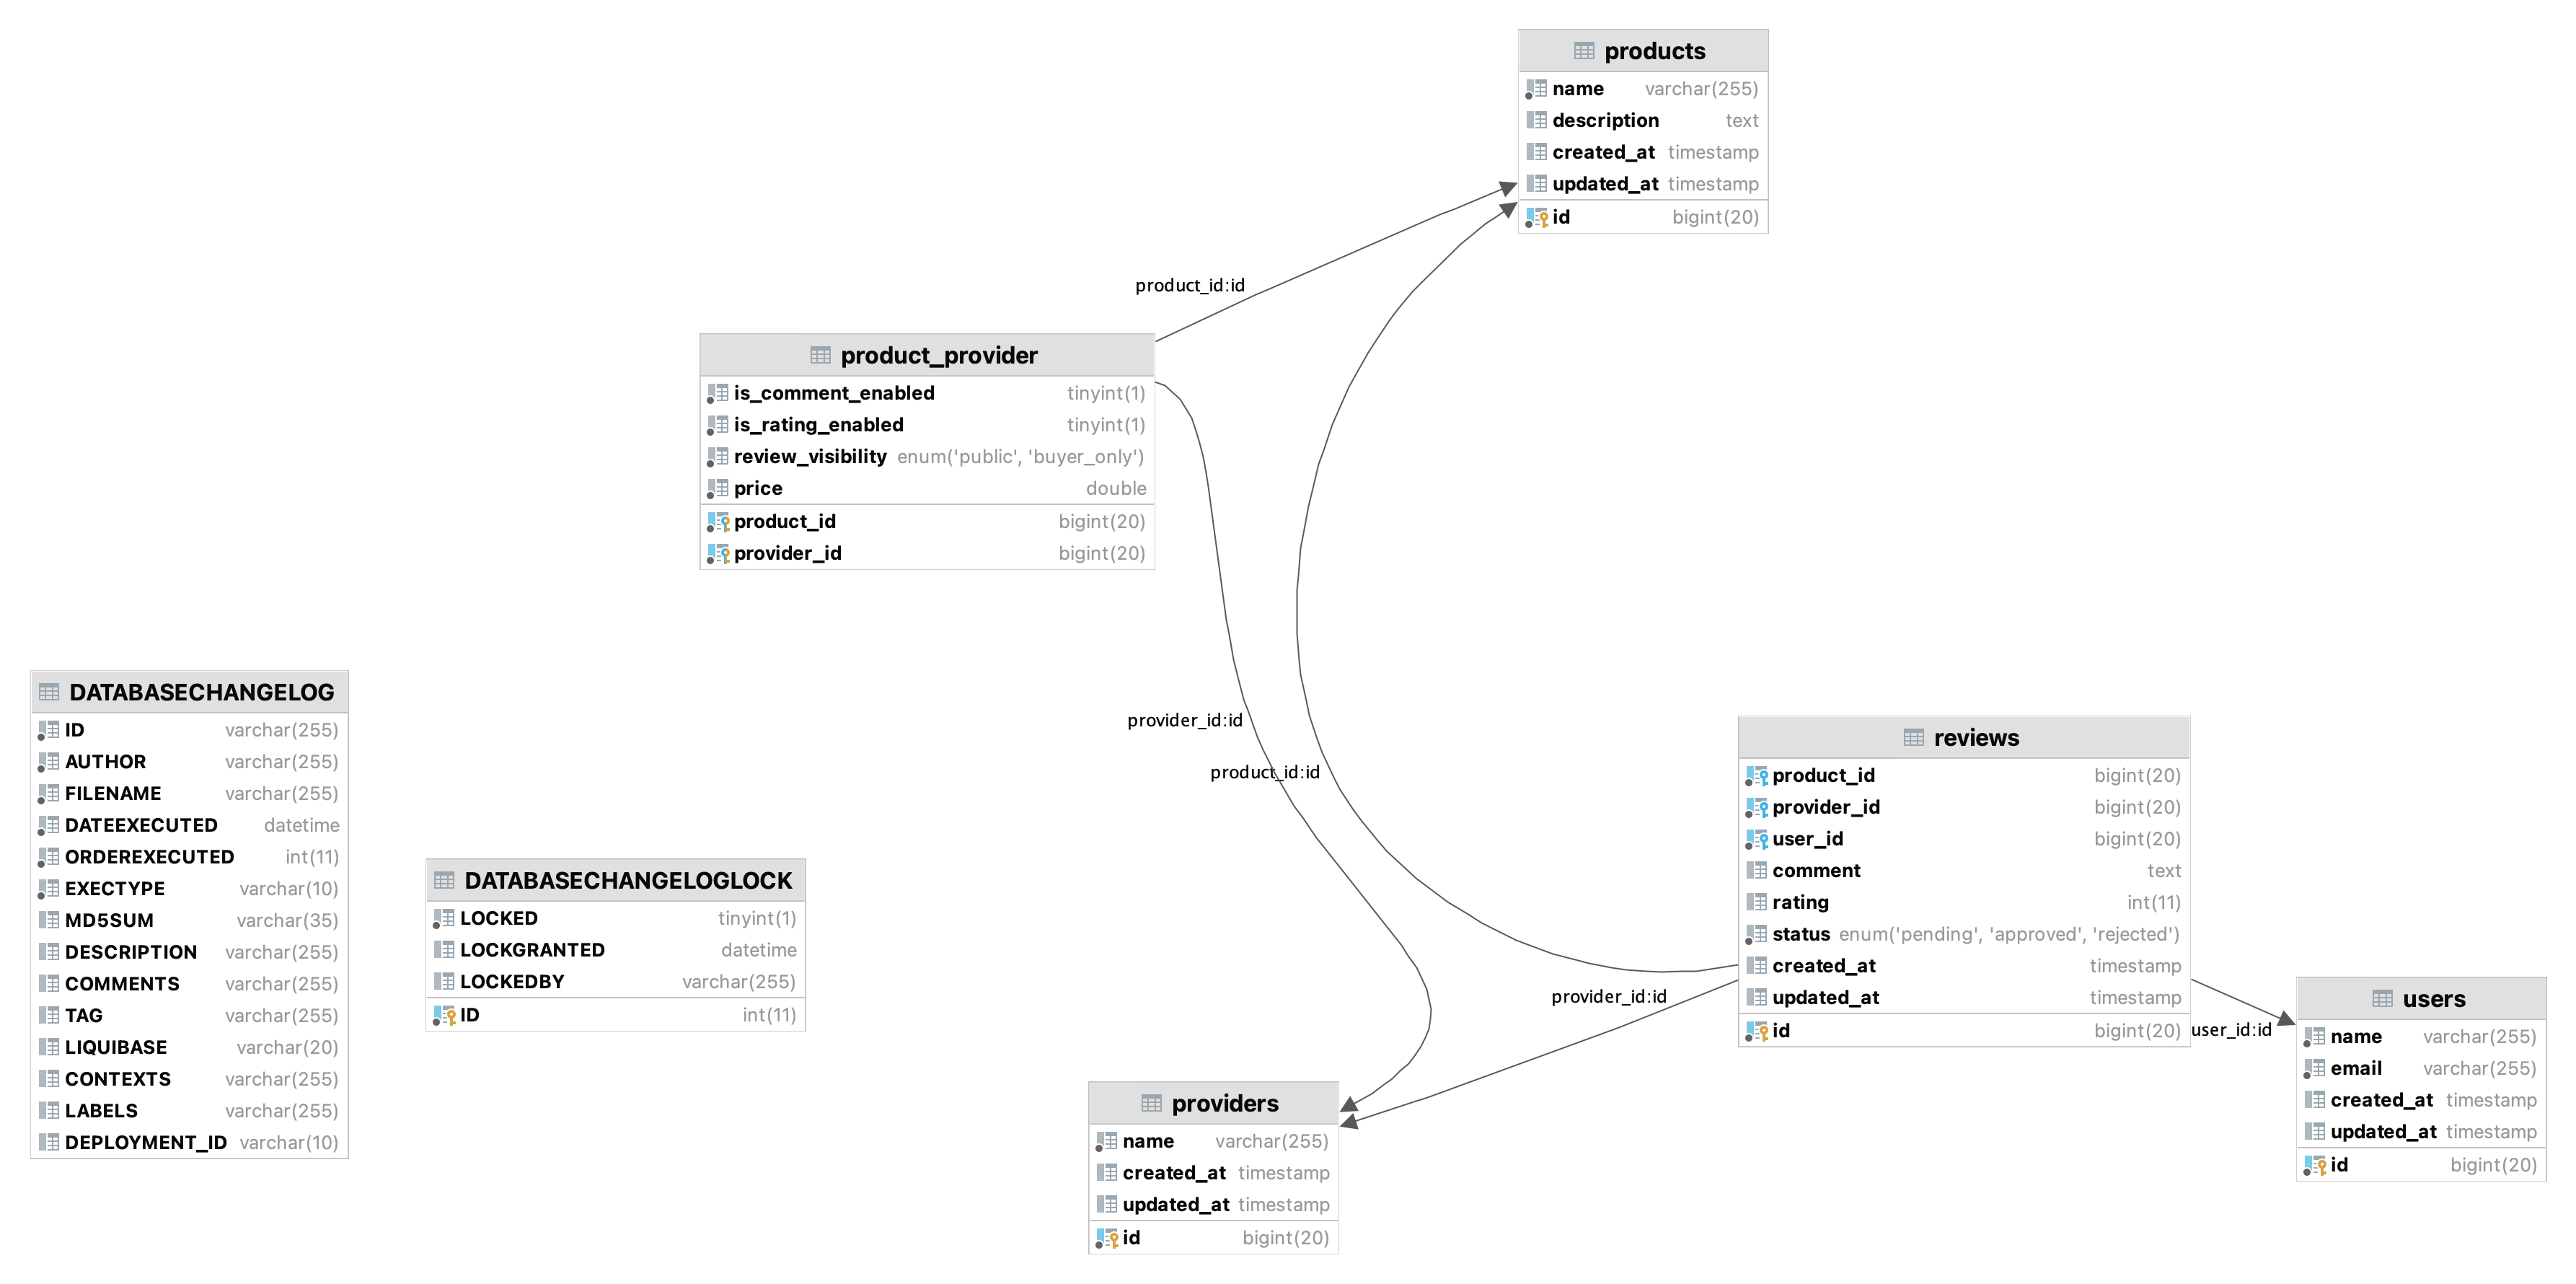 products
name varchar(255)
description text
created_at timestamp
updated_at timestamp
id bigint(20)
product_id:id
product_provider
is_comment_enabled tinyint(1)
is_rating_enabled tinyint(1)
review_visibility enum('public', 'buyer_only')
price double
product_id bigint(20)
provider_id bigint(20)
DATABASECHANGELOG
ID varchar(255)
AUTHOR varchar(255)
FILENAME varchar(255)
DATEEXECUTED datetime
ORDEREXECUTED int(11)
EXECTYPE varchar(10)
MD5SUM varchar(35)
DESCRIPTION varchar(255)
COMMENTS varchar(255)
TAG varchar(255)
LIQUIBASE varchar(20)
CONTEXTS varchar(255)
LABELS varchar(255)
DEPLOYMENT_ID varchar(10)
DATABASECHANGELOGLOCK
LOCKED tinyint(1)
LOCKGRANTED datetime
LOCKEDBY varchar(255)
ID int(11)
provider_id:id
product_id:id
reviews
product_id bigint(20)
provider_id bigint(20)
user_id bigint(20)
comment text
rating int(11)
status enum('pending', 'approved', 'rejected')
created_at timestamp
updated_at timestamp
id bigint(20)
provider_id:id
user_id:id
users
name varchar(255)
email varchar(255)
created_at timestamp
updated_at timestamp
id bigint(20)
providers
name varchar(255)
created_at timestamp
updated_at timestamp
id bigint(20)